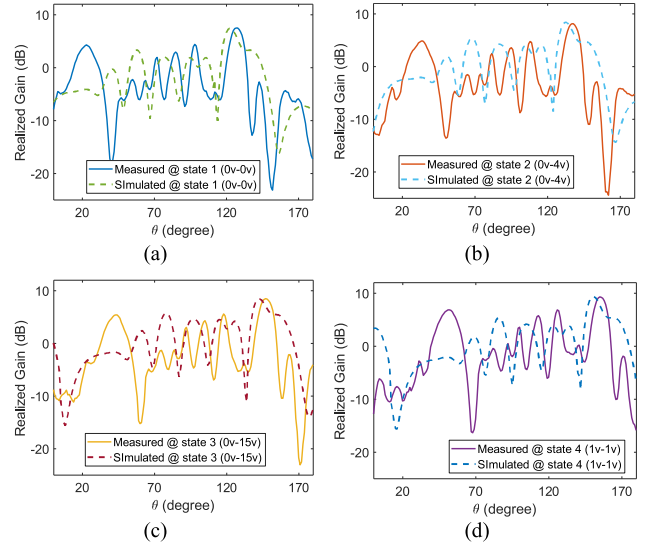 10
0
-10
-20
Realized Gain (dB)
Measured @ state 1 (0v-0v)
SImulated @ state 1 (0v-0v)
20 70 120 170
θ (degree)
(a)
10
0
-10
-20
Realized Gain (dB)
Measured @ state 2 (0v-4v)
SImulated @ state 2 (0v-4v)
20 70 120 170
θ (degree)
(b)
10
0
-10
-20
Realized Gain (dB)
Measured @ state 3 (0v-15v)
SImulated @ state 3 (0v-15v)
20 70 120 170
θ (degree)
(c)
10
0
-10
-20
Realized Gain (dB)
Measured @ state 4 (1v-1v)
SImulated @ state 4 (1v-1v)
20 70 120 170
θ (degree)
(d)